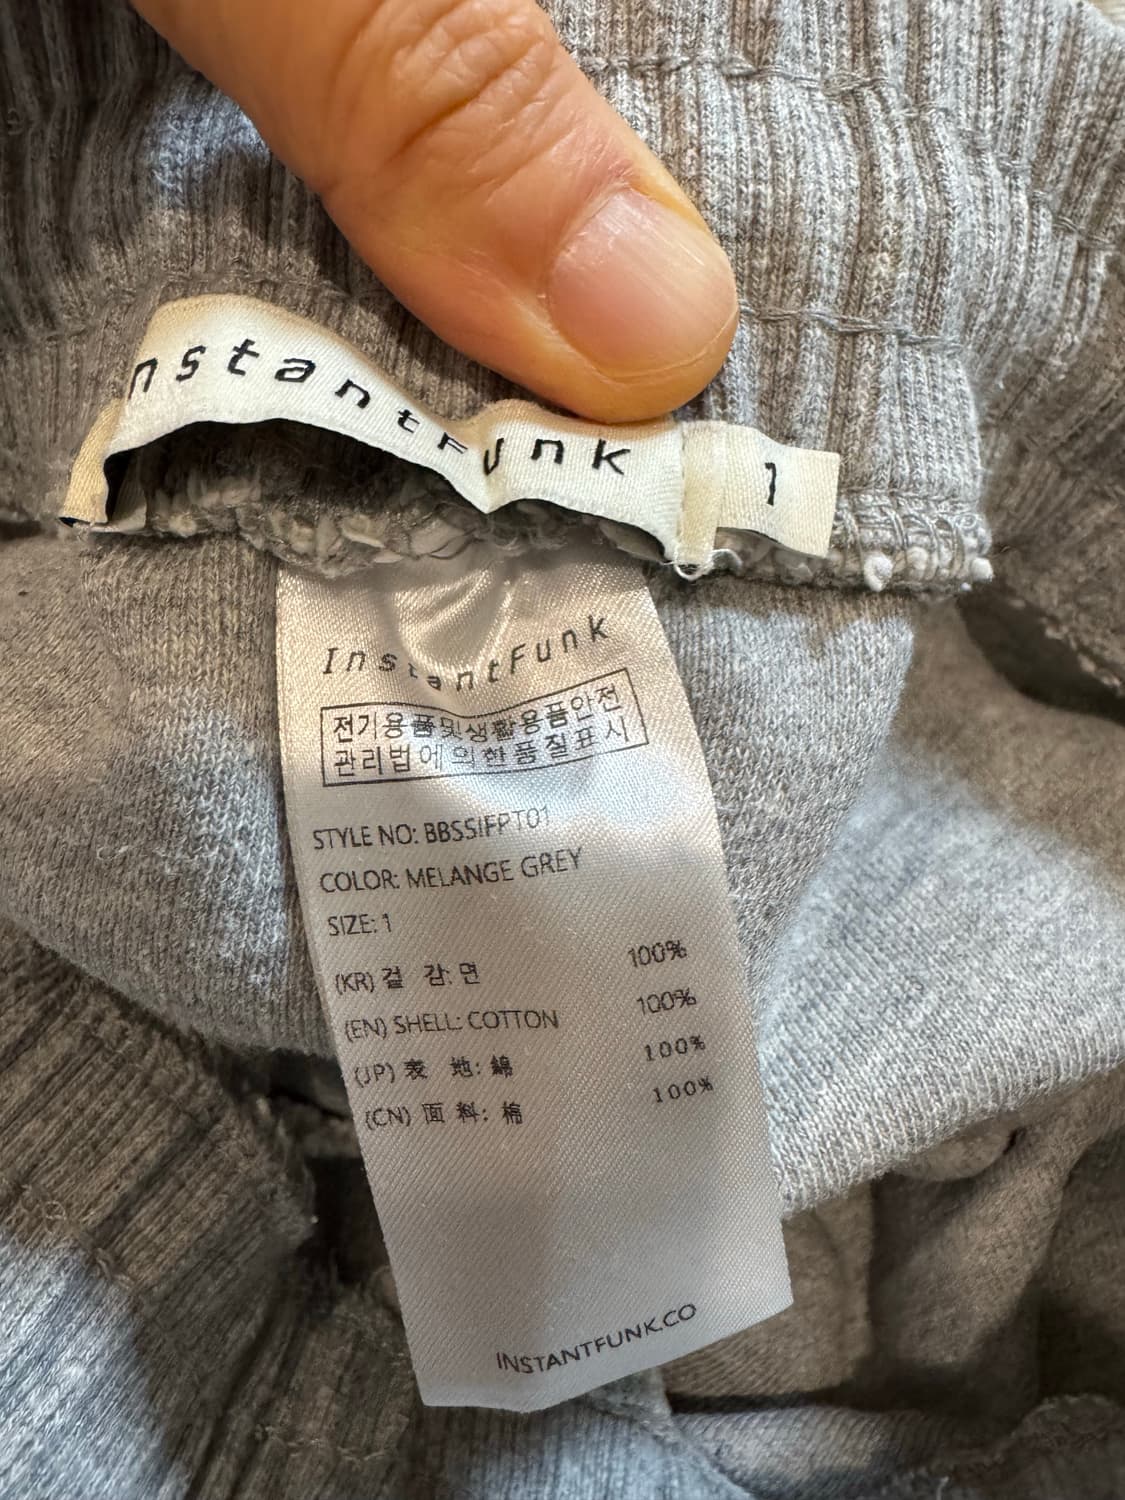 nstantFunk
1
InstantFunk
전기용품및생활용품안전
관리법에의한품질표시
STYLE NO: BBSSIFPT01
COLOR: MELANGE GREY
SIZE: 1
(KR) 겉 감: 면 100%
(EN) SHELL: COTTON 100%
(JP) 表 地: 綿 100%
(CN) 面 料: 棉 100%
INSTANTFUNK.CO